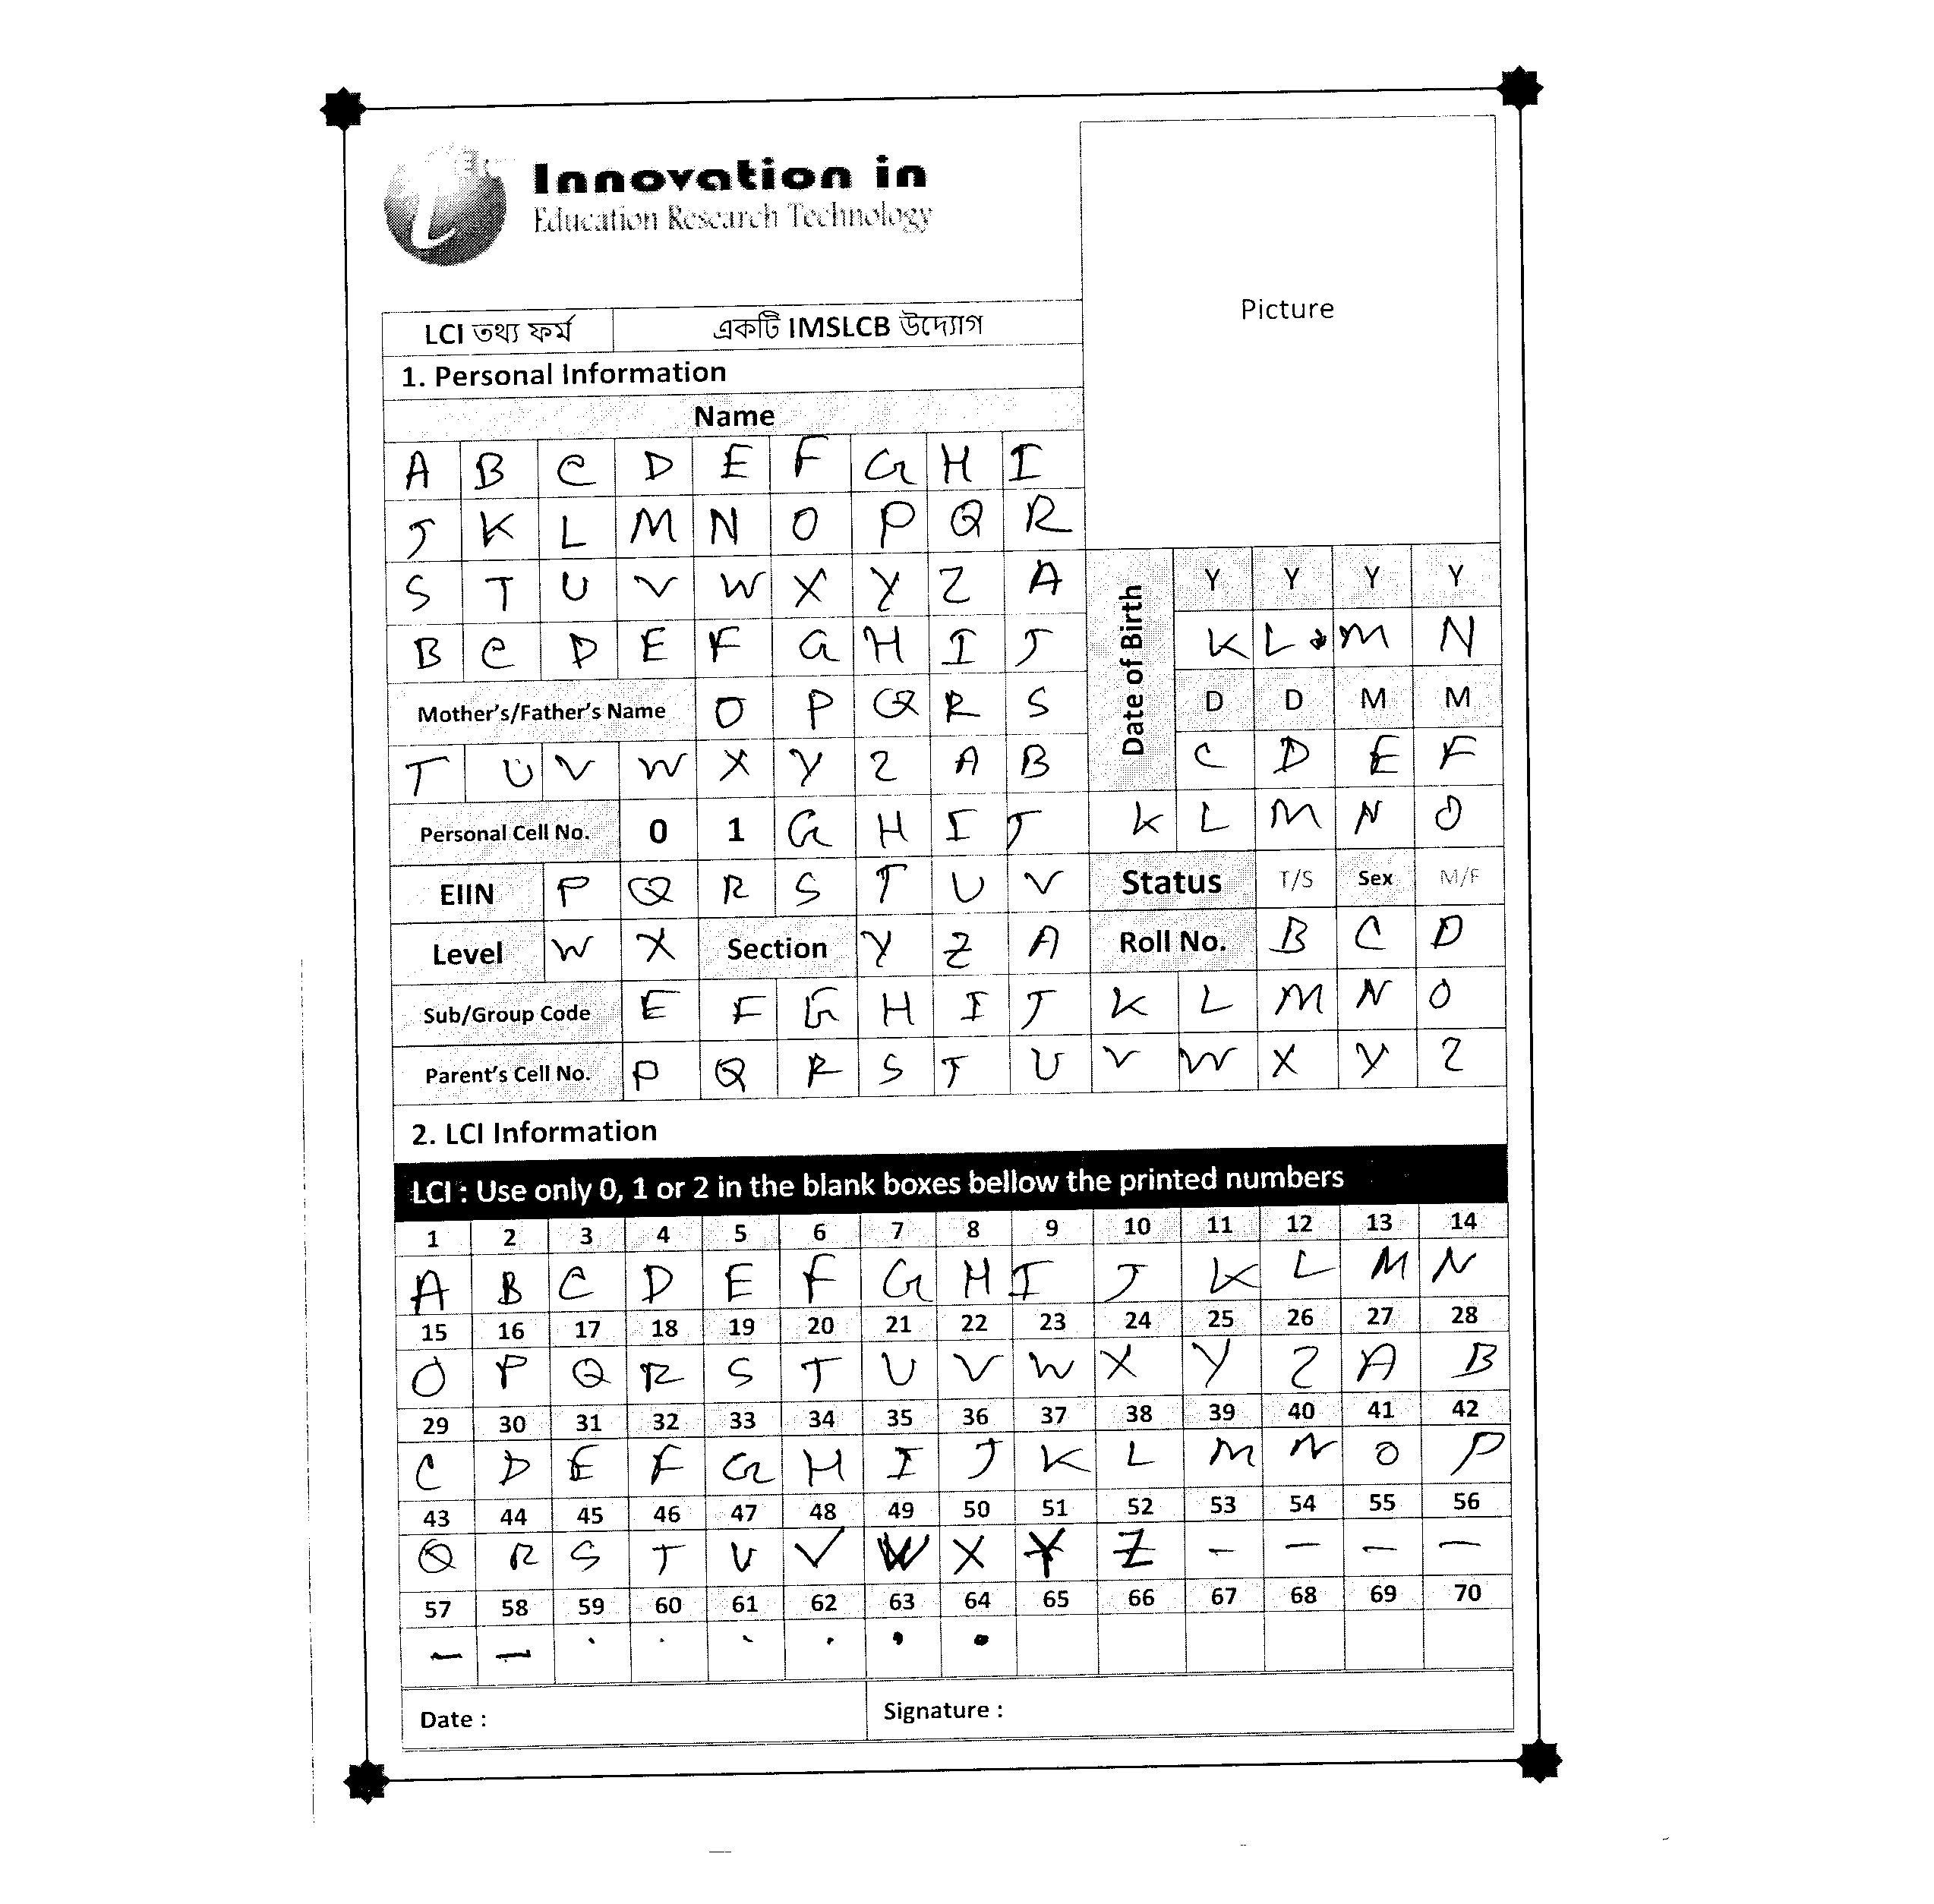 Innovation in
Education Research Technology
Picture
LCI তথ্য ফর্ম একটি IMSLCB উদ্যোগ
1. Personal Information
Name
A B C D E F G H I
J K L M N O P Q R
S T U V W X Y Z A
Date of Birth Y Y Y Y
B C D E F G H I J K L M N
Mother's/Father's Name O P Q R S D D M M
T U V W X Y Z A B C D E F
Personal Cell No. 0 1 G H I J K L M N O
EIIN P Q R S T U V Status T/S Sex M/F
Level W X Section Y Z A Roll No. B C D
Sub/Group Code E F G H I J K L M N O
Parent's Cell No. P Q R S T U V W X Y Z
2. LCI Information
LCI : Use only 0, 1 or 2 in the blank boxes bellow the printed numbers
1 2 3 4 5 6 7 8 9 10 11 12 13 14
A B C D E F G H I J K L M N
15 16 17 18 19 20 21 22 23 24 25 26 27 28
O P Q R S T U V W X Y Z A B
29 30 31 32 33 34 35 36 37 38 39 40 41 42
C D E F G H I J K L M N O P
43 44 45 46 47 48 49 50 51 52 53 54 55 56
Q R S T U V W X Y Z - - - -
57 58 59 60 61 62 63 64 65 66 67 68 69 70
- - . . . . . .
Date : Signature :